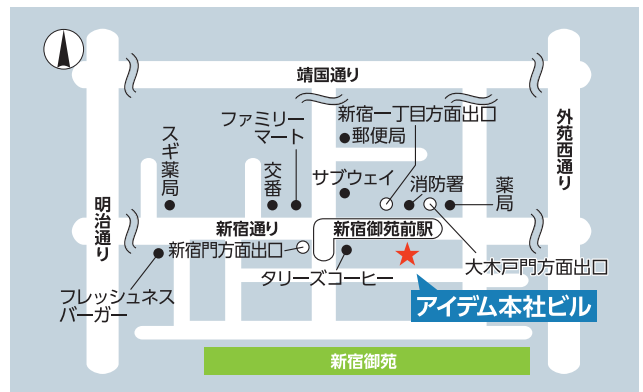 靖国通り
新宿一丁目方面出口
ファミリー
マート
郵便局
スギ薬局
交番
サブウェイ
消防署
薬局
外苑西通り
明治通り
新宿通り
新宿御苑前駅
新宿門方面出口
タリーズコーヒー
大木戸門方面出口
フレッシュネス
バーガー
アイデム本社ビル
新宿御苑